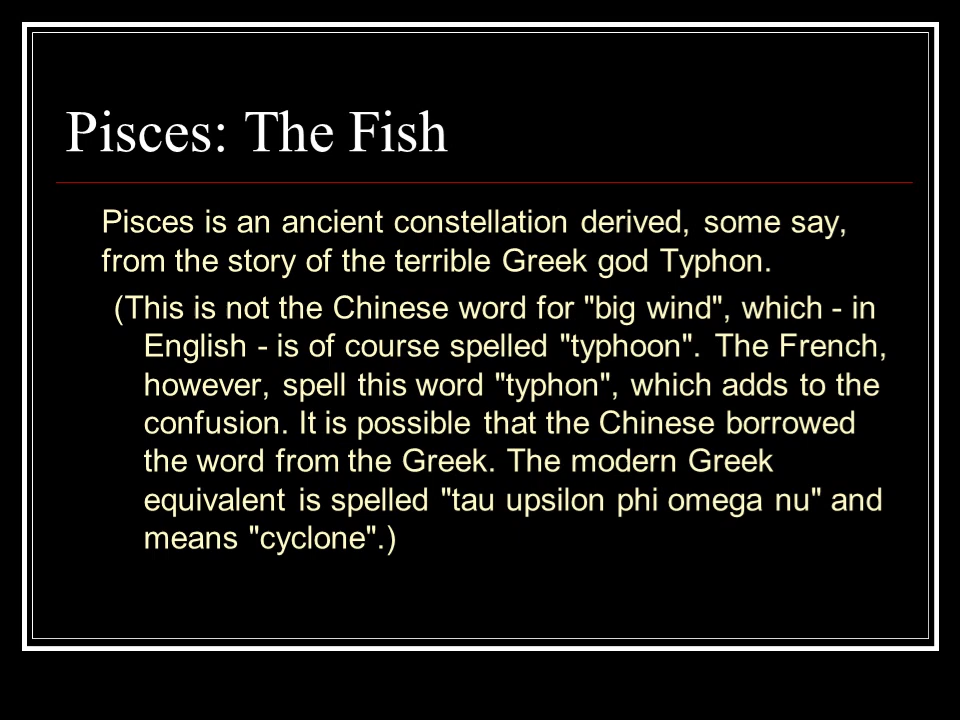 Pisces: The Fish
Pisces is an ancient constellation derived, some say,
from the story of the terrible Greek god Typhon.
(This is not the Chinese word for "big wind", which - in
English - is of course spelled "typhoon". The French,
however, spell this word "typhon", which adds to the
confusion. It is possible that the Chinese borrowed
the word from the Greek. The modern Greek
equivalent is spelled "tau upsilon phi omega nu" and
means "cyclone".)